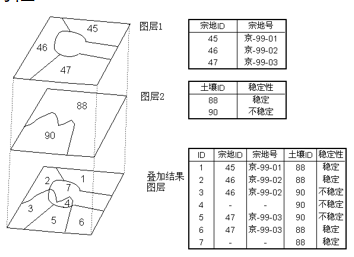 45
图层1
46
47
宗地ID 宗地号
45 京-99-01
46 京-99-02
47 京-99-03
图层2
88
90
土壤ID 稳定性
88 稳定
90 不稳定
叠加结果
图层
2 1
7
3 4
5 6
ID 宗地ID 宗地号 土壤ID 稳定性
1 45 京-99-01 88 稳定
2 46 京-99-02 88 稳定
3 46 京-99-02 90 不稳定
4 - - 90 不稳定
5 47 京-99-03 90 不稳定
6 47 京-99-03 88 稳定
7 - - 88 稳定